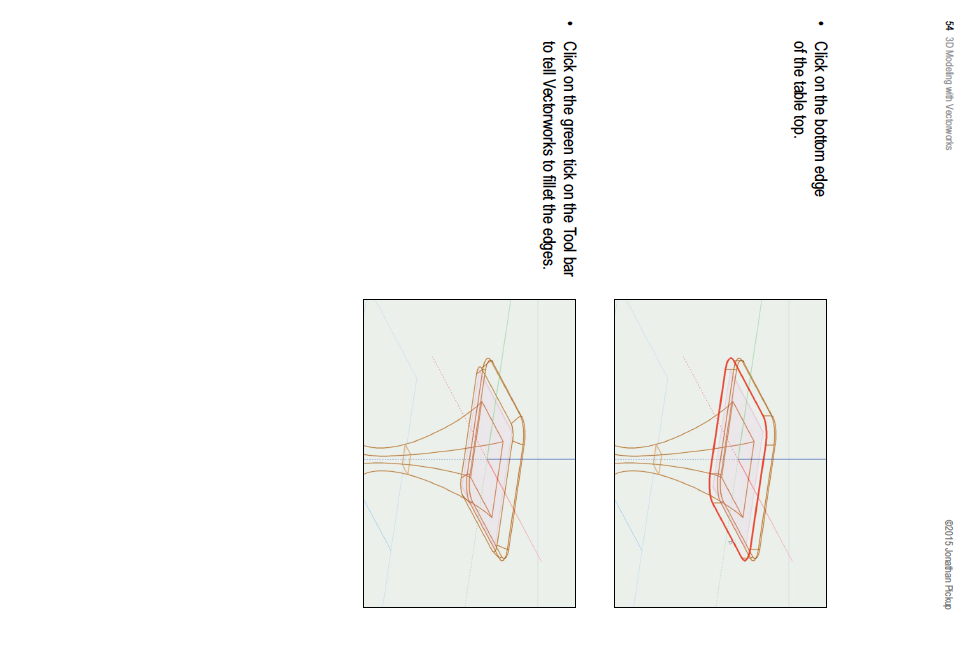 54 3D Modeling with Vectorworks
• Click on the bottom edge
of the table top.
• Click on the green tick on the Tool bar
to tell Vectorworks to fillet the edges.
©2015 Jonathan Pickup